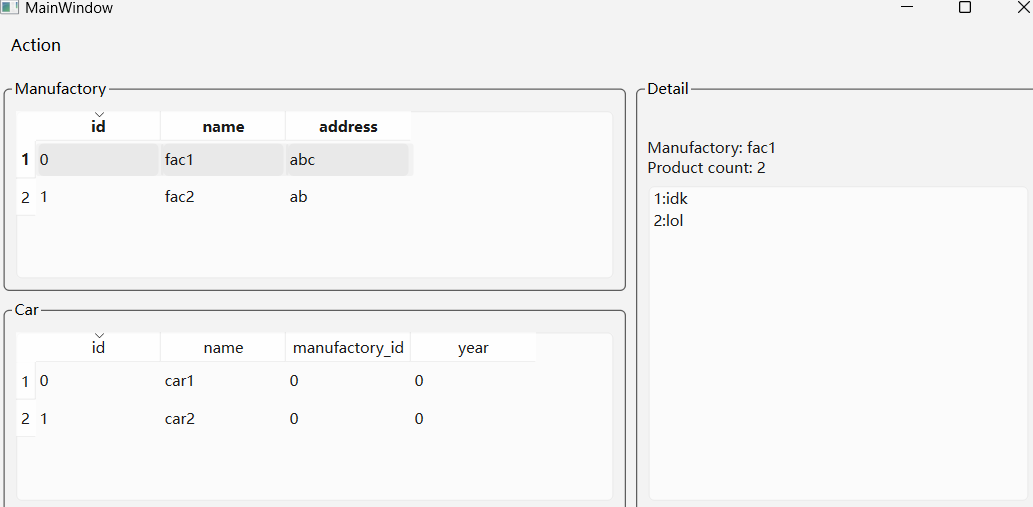 MainWindow
Action
Manufactory
id name address
1 0 fac1 abc
2 1 fac2 ab
Car
id name manufactory_id year
1 0 car1 0 0
2 1 car2 0 0
Detail
Manufactory: fac1
Product count: 2
1:idk
2:lol